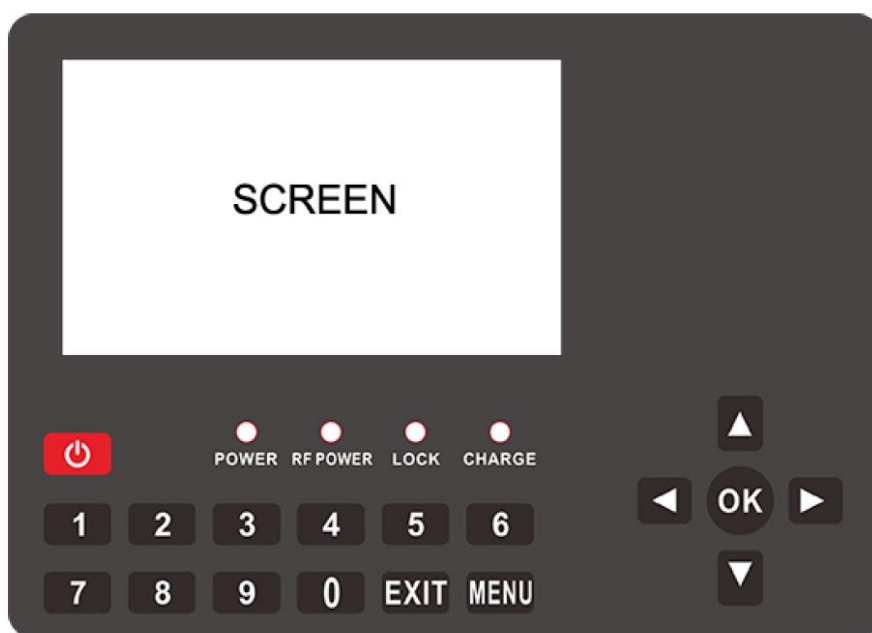 SCREEN
POWER RF POWER LOCK CHARGE
OK
1 2 3 4 5 6
7 8 9 0 EXIT MENU